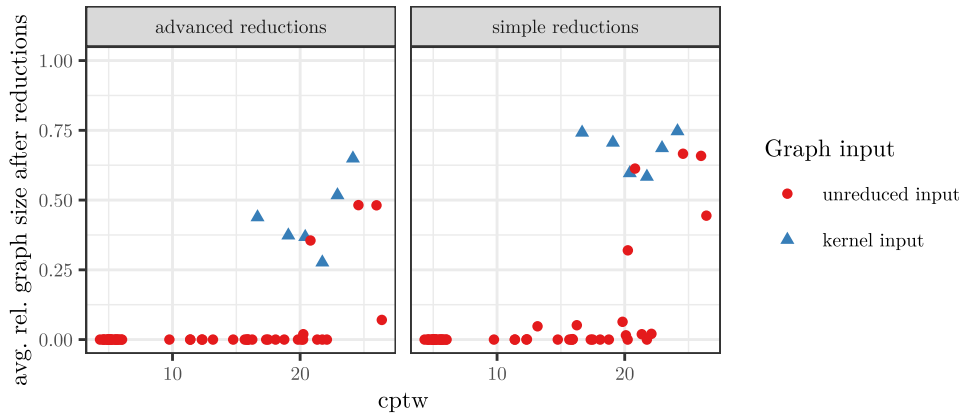 advanced reductions
simple reductions
avg. rel. graph size after reductions
1.00
0.75
0.50
0.25
0.00
10
20
10
20
cptw
Graph input
unreduced input
kernel input